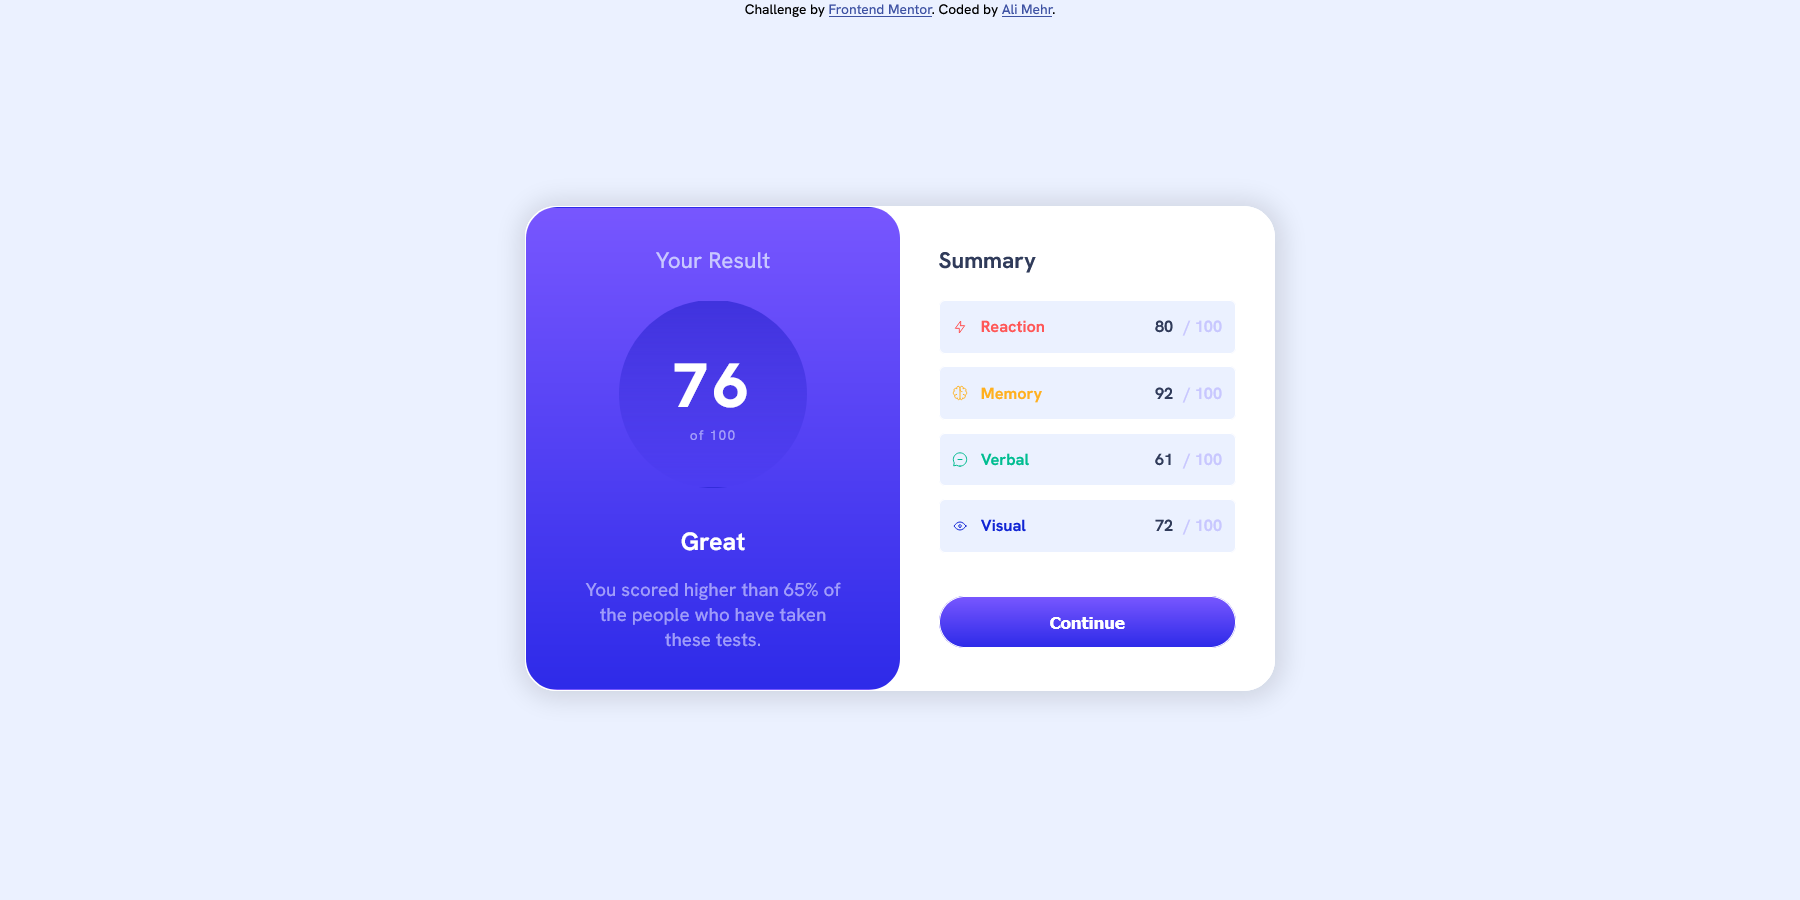 Challenge by Frontend Mentor. Coded by Ali Mehr.
Your Result
76
of 100
Great
You scored higher than 65% of
the people who have taken
these tests.
Summary
Reaction 80 / 100
Memory 92 / 100
Verbal 61 / 100
Visual 72 / 100
Continue